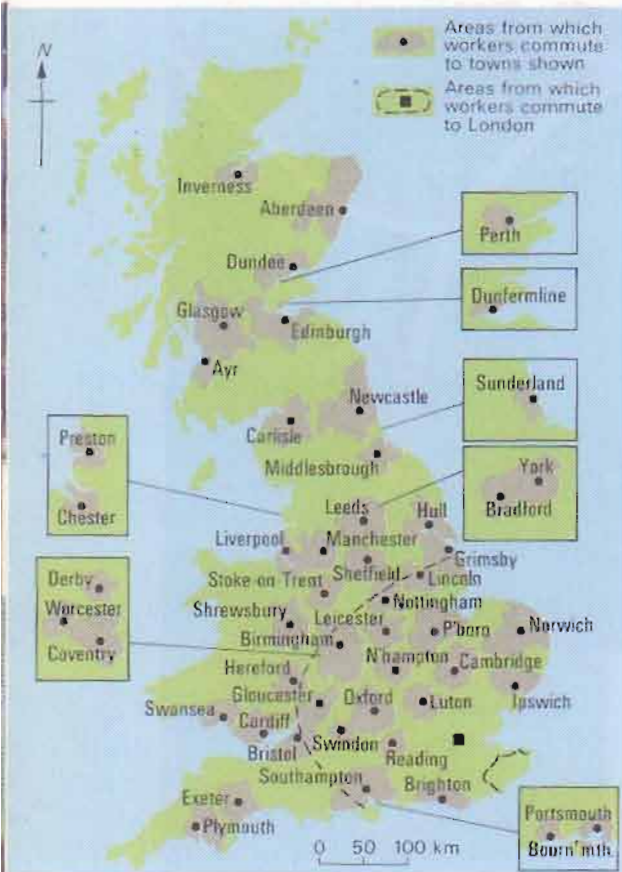 Areas from which
workers commute
to towns shown
Areas from which
workers commute
to London
N
Inverness
Aberdeen
Perth
Dundee
Dunfermline
Glasgow
Edinburgh
Ayr
Sunderland
Newcastle
Carlisle
Preston
Middlesbrough
York
Leeds
Hull
Bradford
Chester
Liverpool
Manchester
Grimsby
Derby
Stoke-on-Trent
Sheffield
Lincoln
Worcester
Shrewsbury
Nottingham
Leicester
Birmingham
P'boro
Norwich
Coventry
Hereford
N'hampton
Cambridge
Gloucester
Oxford
Luton
Ipswich
Swansea
Cardiff
Bristol
Swindon
Reading
Southampton
Brighton
Exeter
Portsmouth
Plymouth
Bourn'mth
0 50 100 km